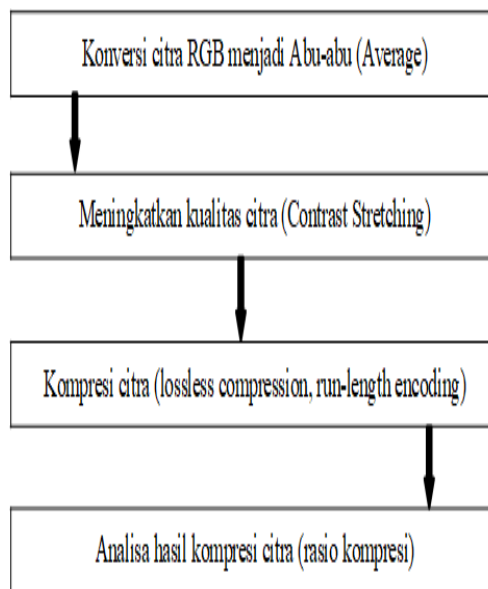 Konversi citra RGB menjadi Abu-abu (Average)
Meningkatkan kualitas citra (Contrast Stretching)
Kompresi citra (lossless compression, run-length encoding)
Analisa hasil kompresi citra (rasio kompresi)